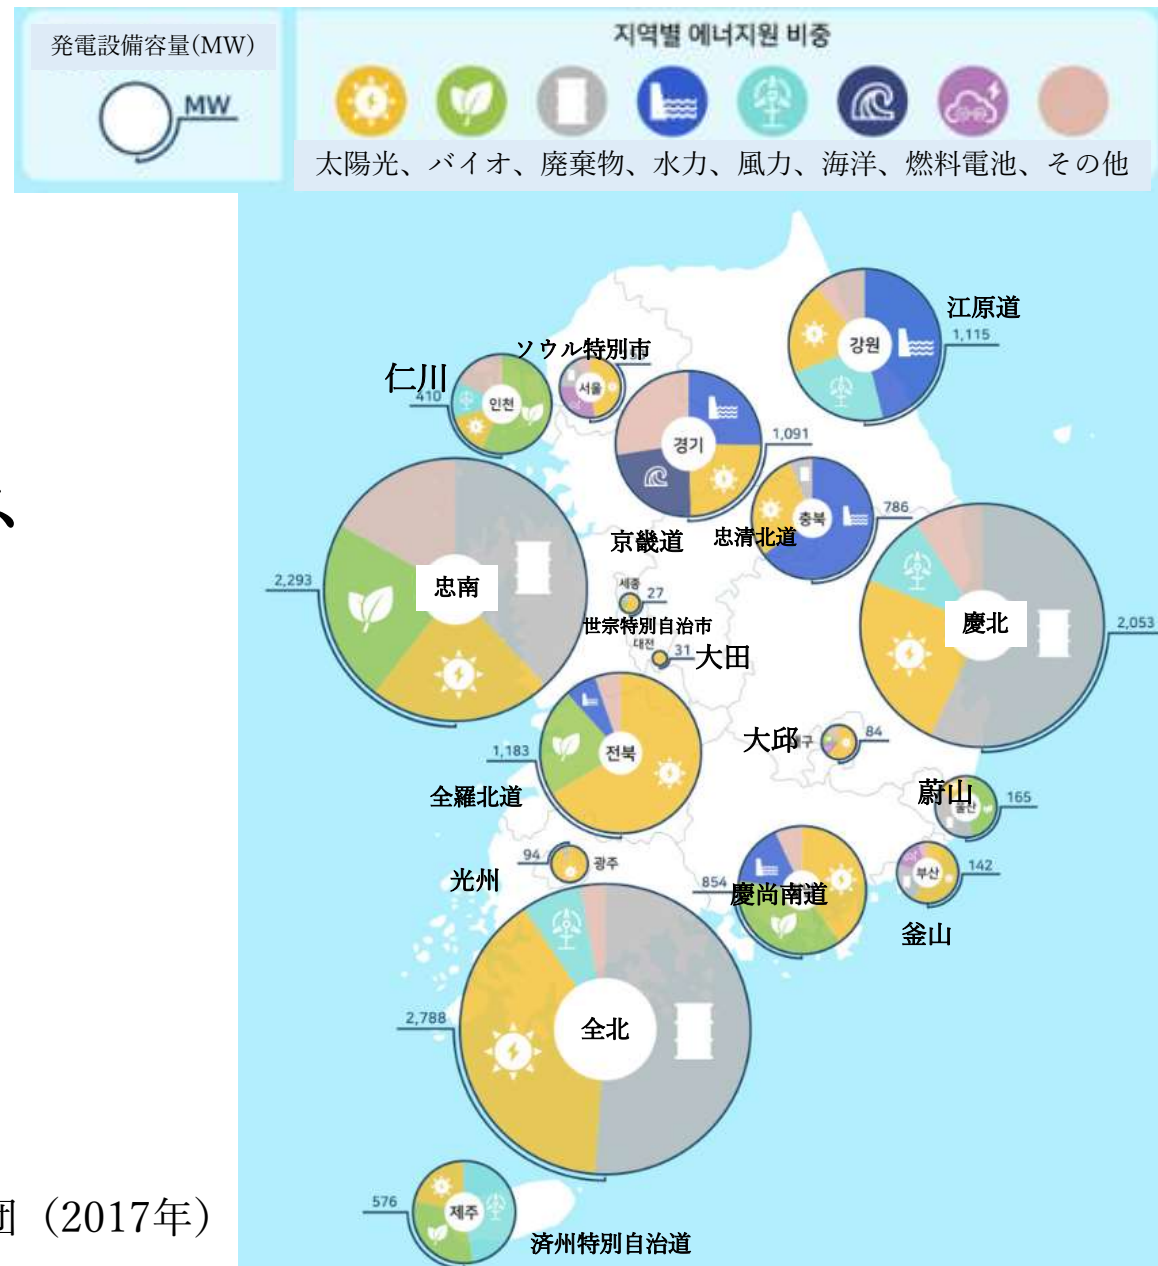 発電設備容量(MW)
MW
지역별 에너지원 비중
太陽光、バイオ、廃棄物、水力、風力、海洋、燃料電池、その他
江原道
강원
1,115
ソウル特別市
서울
仁川
410
인천
경기
1,091
京畿道
충북
786
忠清北道
2,293
忠南
세종
27
世宗特別自治市
대전
31
大田
慶北
2,053
1,183
전북
全羅北道
大邱
84
蔚山
165
94
광주
光州
854
慶尚南道
부산
142
釜山
2,788
全北
576
제주
済州特別自治道
(2017年)